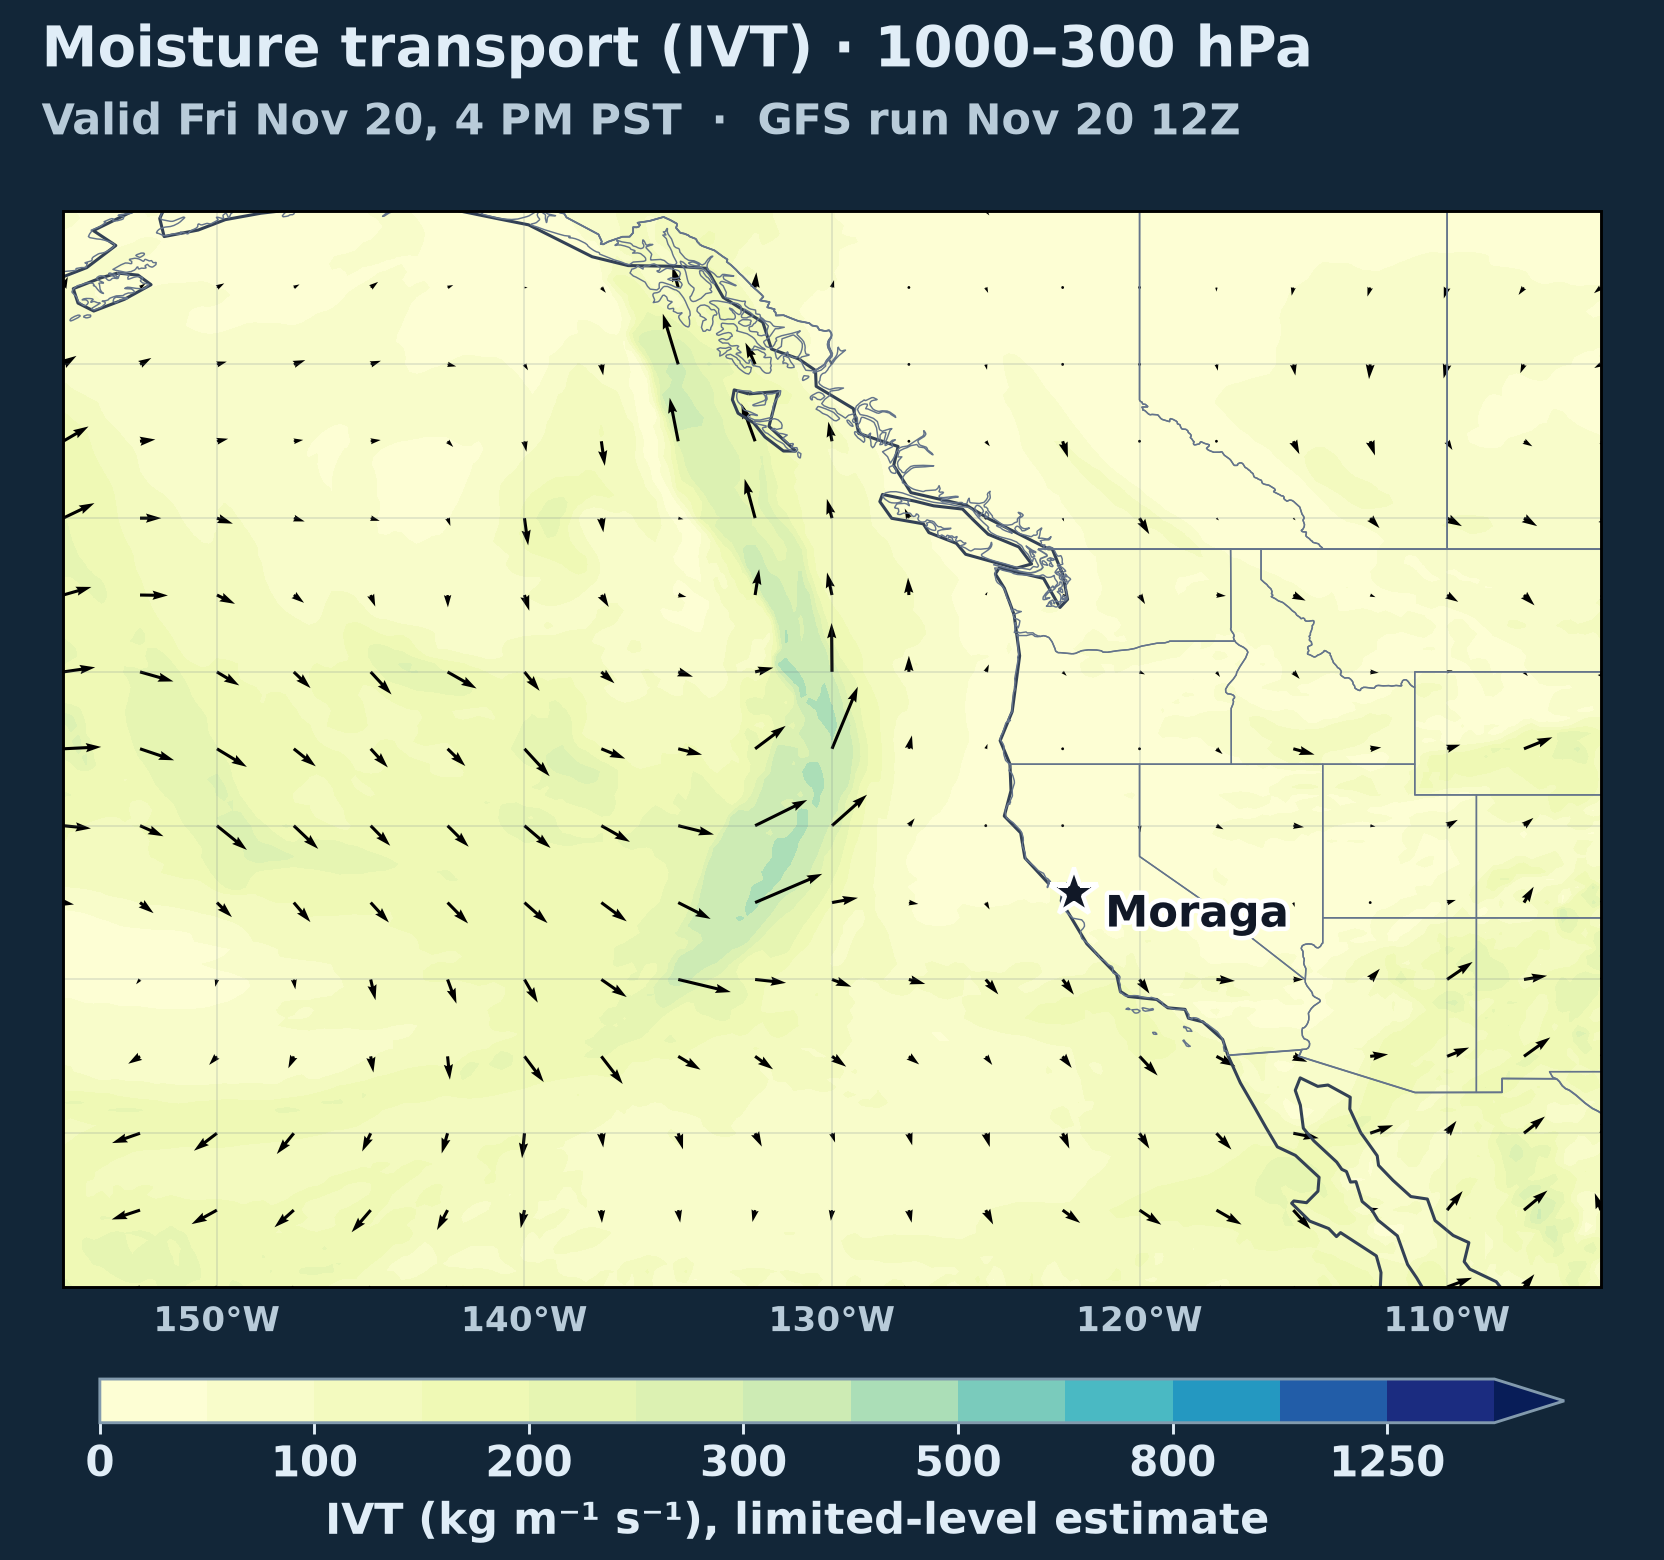 Moisture transport (IVT) · 1000–300 hPa
Valid Fri Nov 20, 4 PM PST · GFS run Nov 20 12Z
Moraga
150°W 140°W 130°W 120°W 110°W
0 100 200 300 500 800 1250
IVT (kg m⁻¹ s⁻¹), limited-level estimate